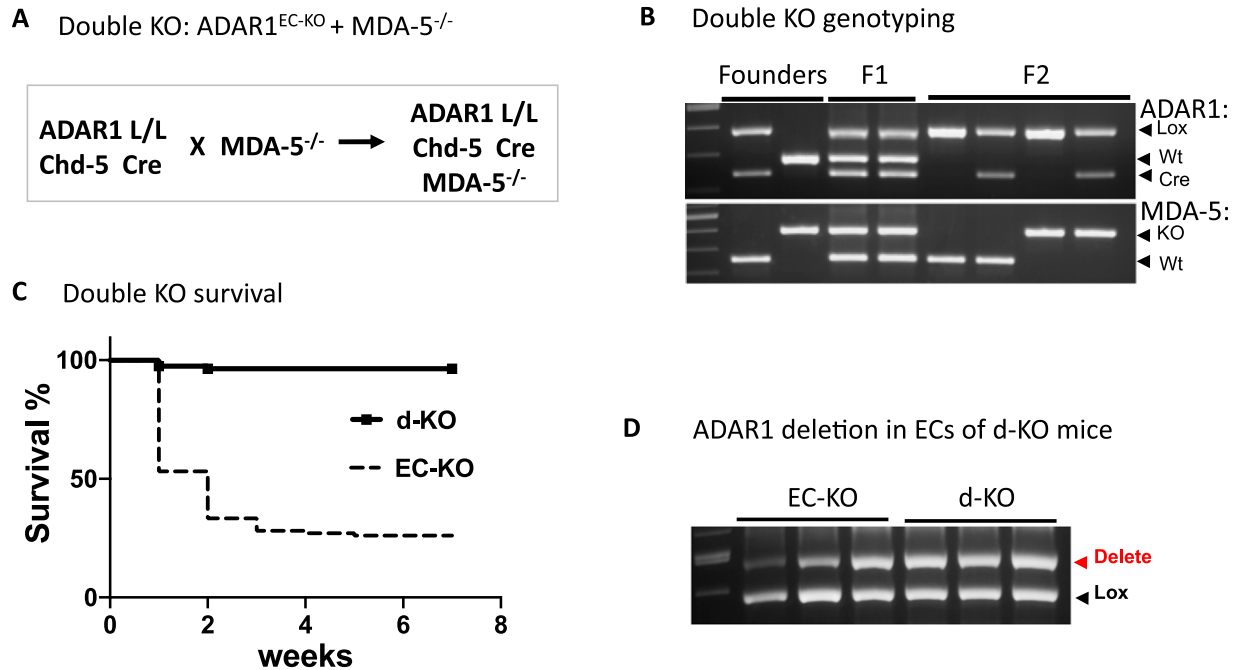 A Double KO: ADAR1EC-KO + MDA-5-/-
ADAR1 L/L
Chd-5 Cre
X MDA-5-/-
ADAR1 L/L
Chd-5 Cre
MDA-5-/-
B Double KO genotyping
Founders F1 F2
ADAR1:
Lox
Wt
Cre
MDA-5:
KO
Wt
C Double KO survival
Survival %
100
50
0
d-KO
EC-KO
0 2 4 6 8
weeks
D ADAR1 deletion in ECs of d-KO mice
EC-KO d-KO
Delete
Lox